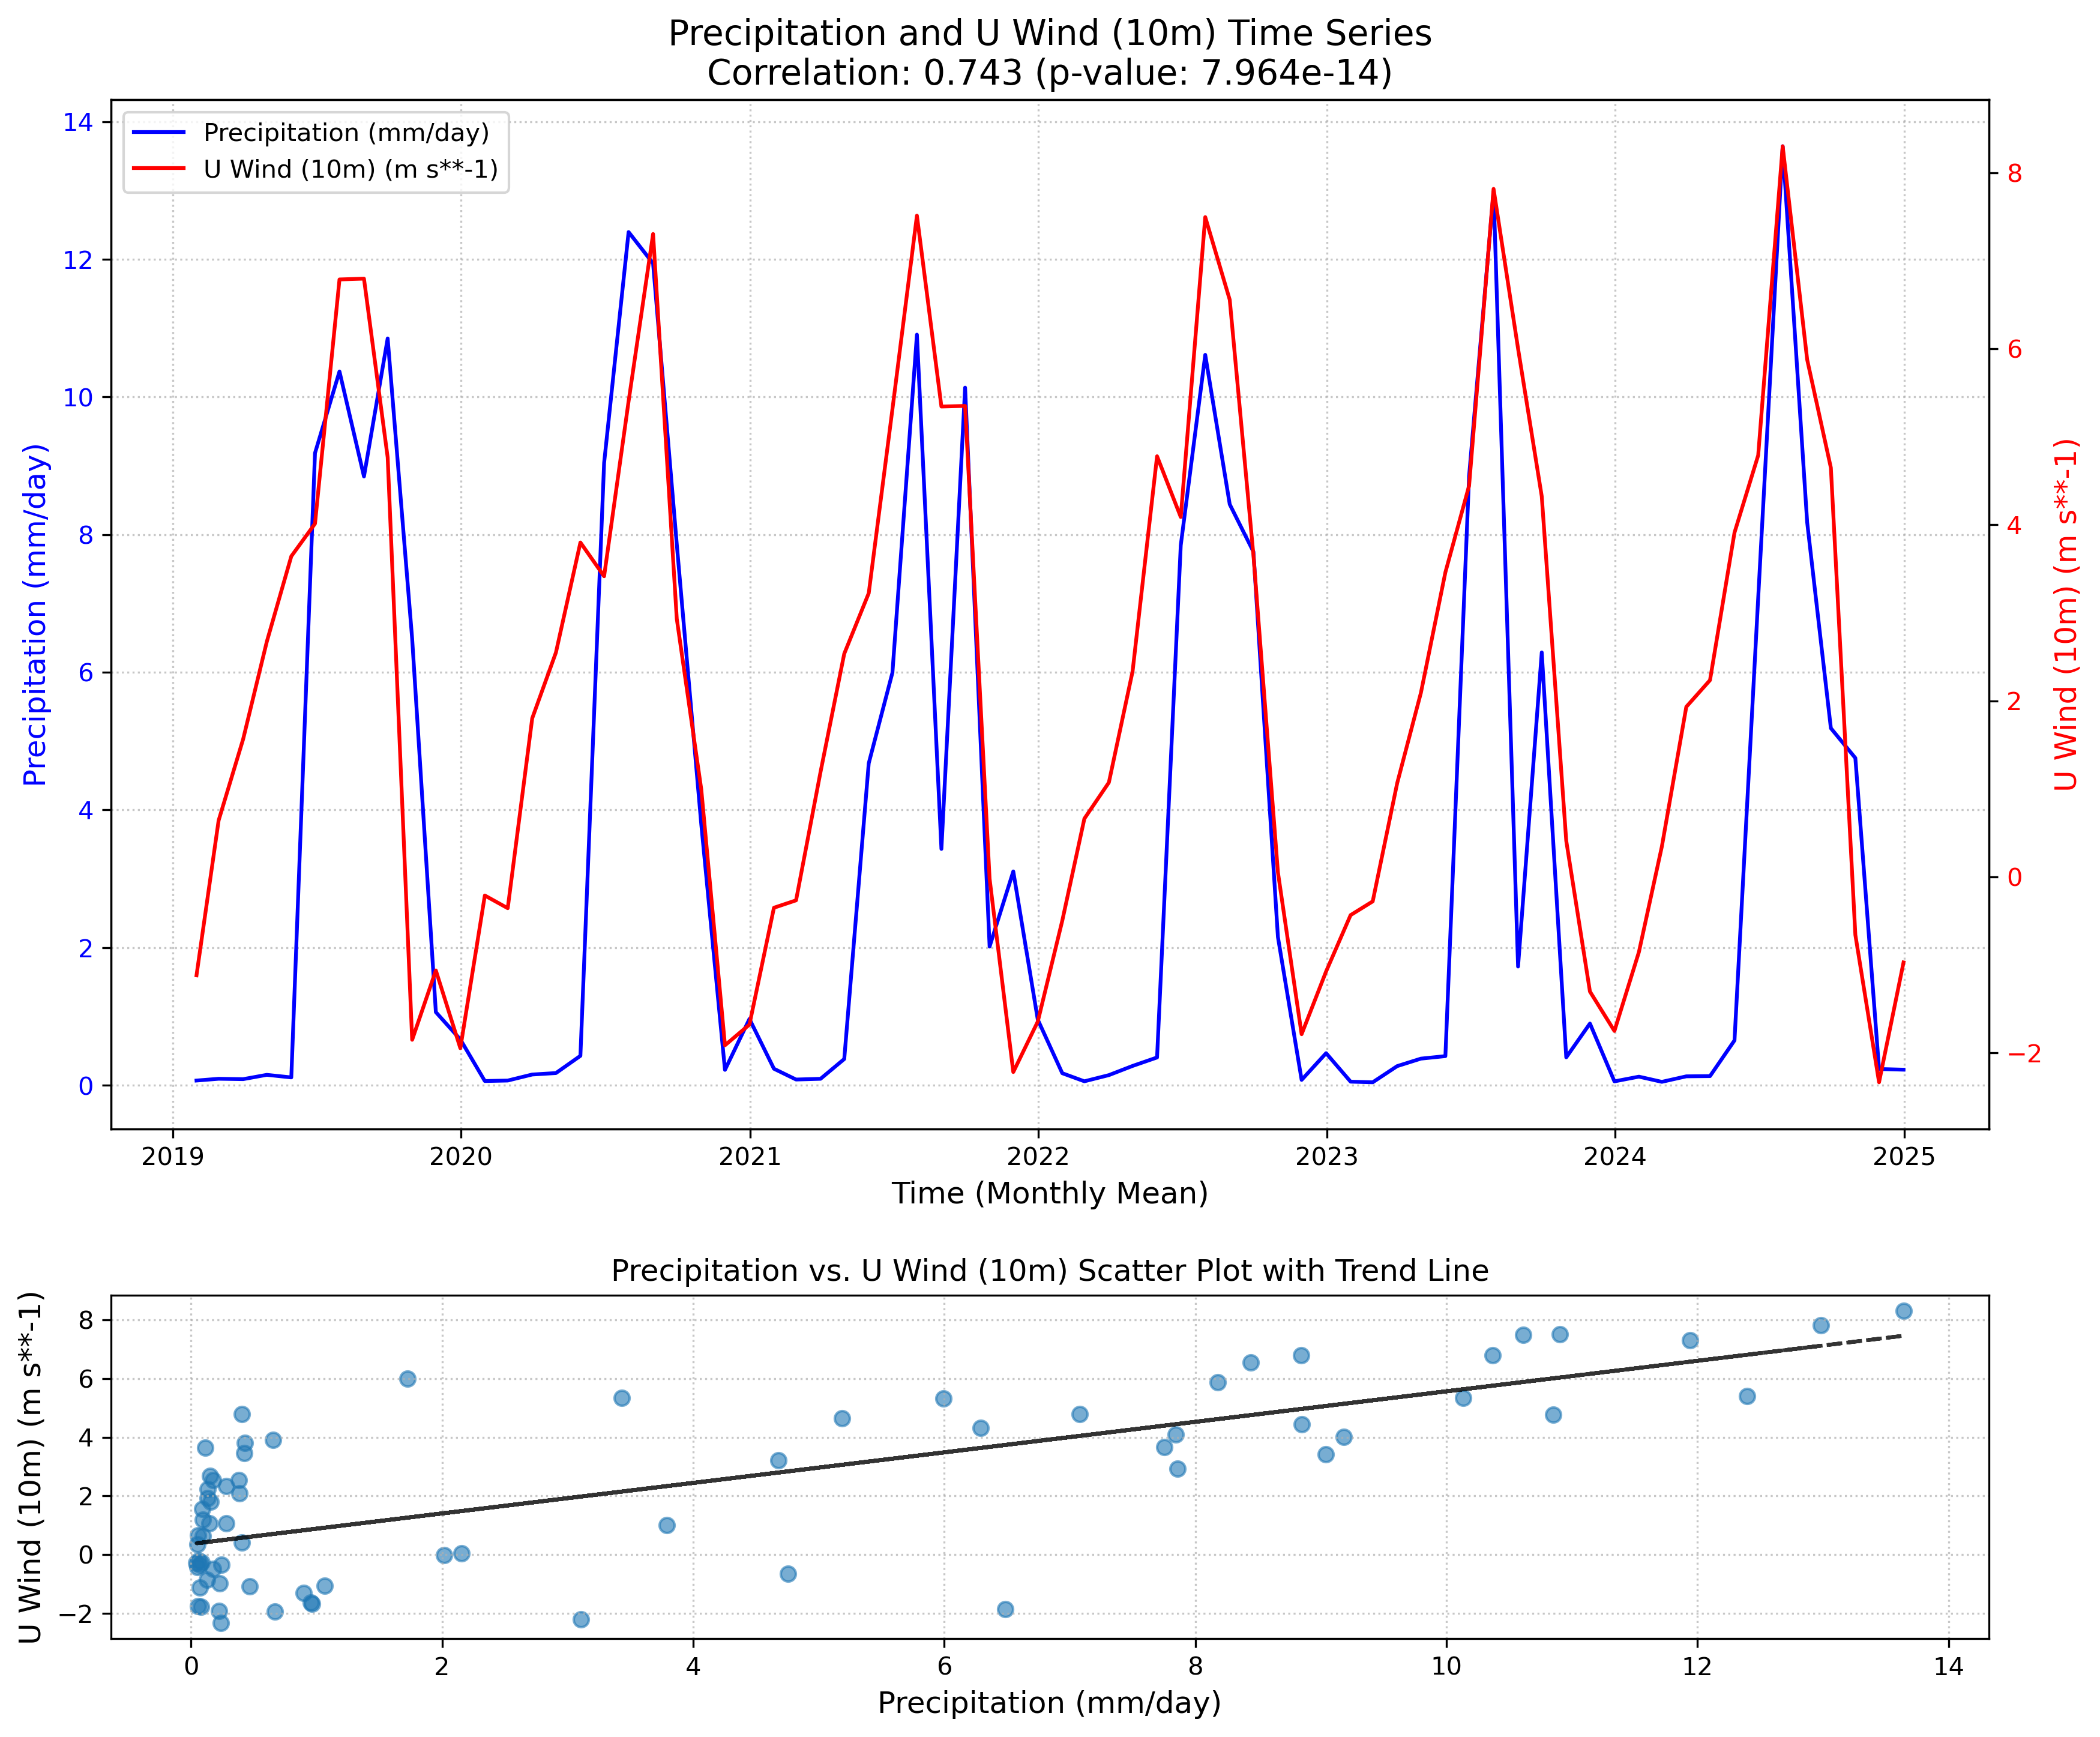 Precipitation and U Wind (10m) Time Series
Correlation: 0.743 (p-value: 7.964e-14)
Precipitation (mm/day)
U Wind (10m) (m s**-1)
14
12
10
8
6
4
2
0
Precipitation (mm/day)
8
6
4
2
0
−2
U Wind (10m) (m s**-1)
2019 2020 2021 2022 2023 2024 2025
Time (Monthly Mean)
Precipitation vs. U Wind (10m) Scatter Plot with Trend Line
8
6
4
2
0
−2
U Wind (10m) (m s**-1)
0 2 4 6 8 10 12 14
Precipitation (mm/day)